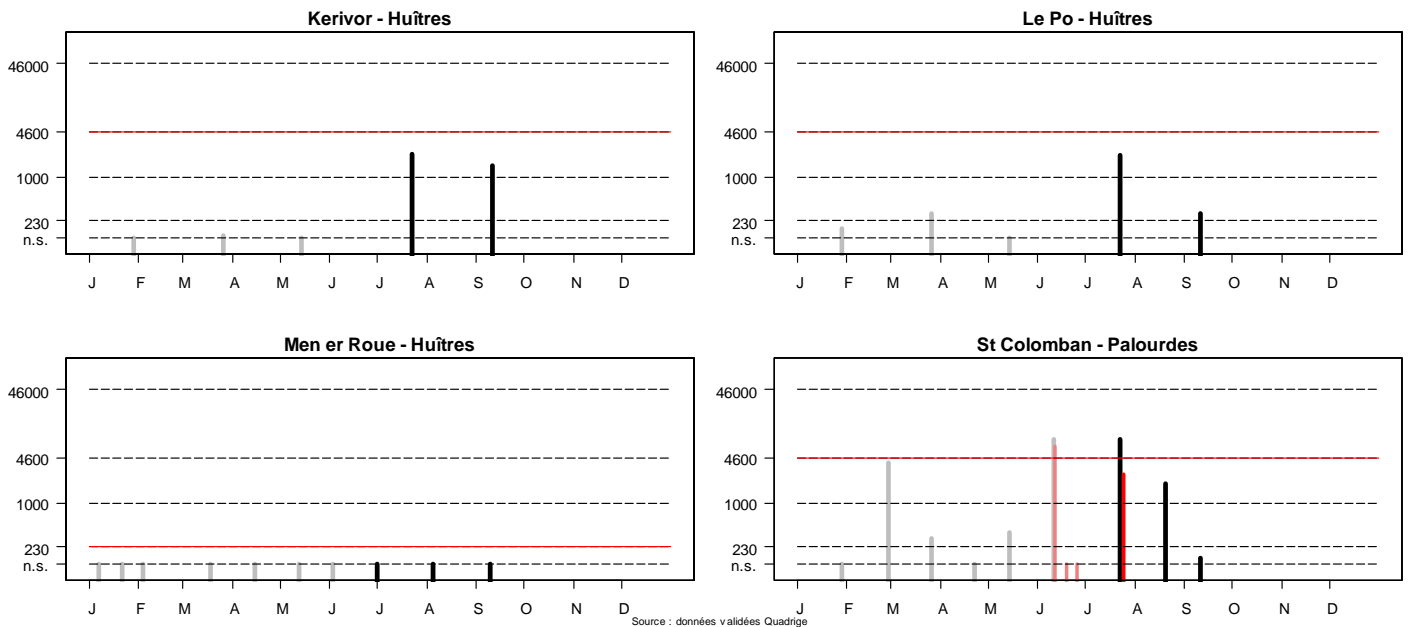 Kerivor - Huîtres
46000
4600
1000
230
n.s.
J F M A M J J A S O N D
Le Po - Huîtres
46000
4600
1000
230
n.s.
J F M A M J J A S O N D
Men er Roue - Huîtres
46000
4600
1000
230
n.s.
J F M A M J J A S O N D
St Colomban - Palourdes
46000
4600
1000
230
n.s.
J F M A M J J A S O N D
Source : données validées Quadrige